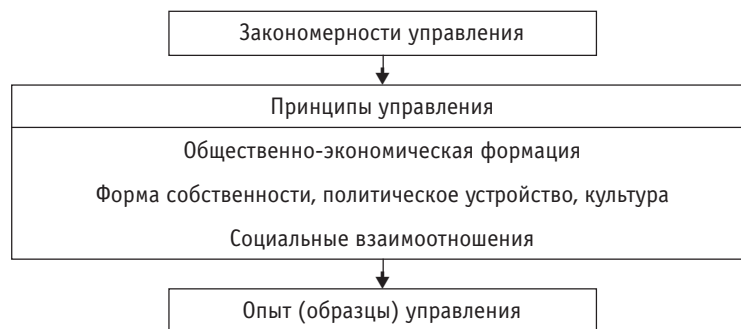 Закономерности управления
Принципы управления
Общественно-экономическая формация
Форма собственности, политическое устройство, культура
Социальные взаимоотношения
Опыт (образцы) управления